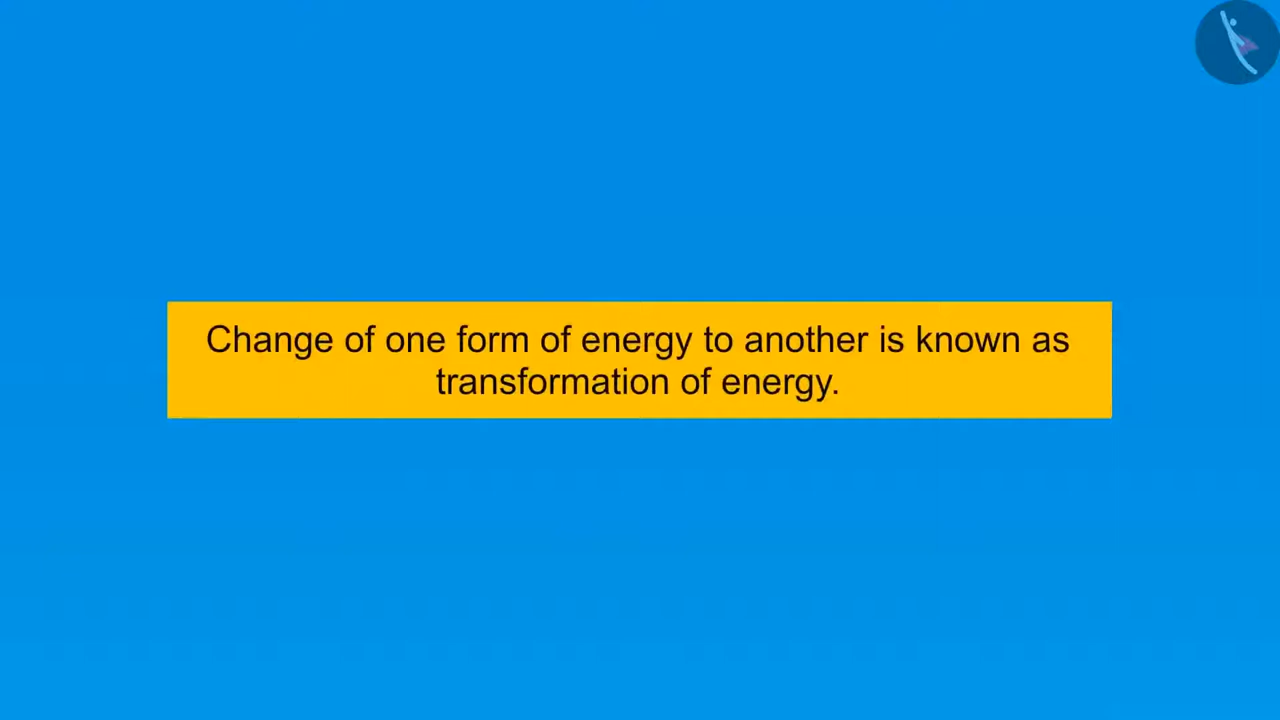 Change of one form of energy to another is known as
transformation of energy.